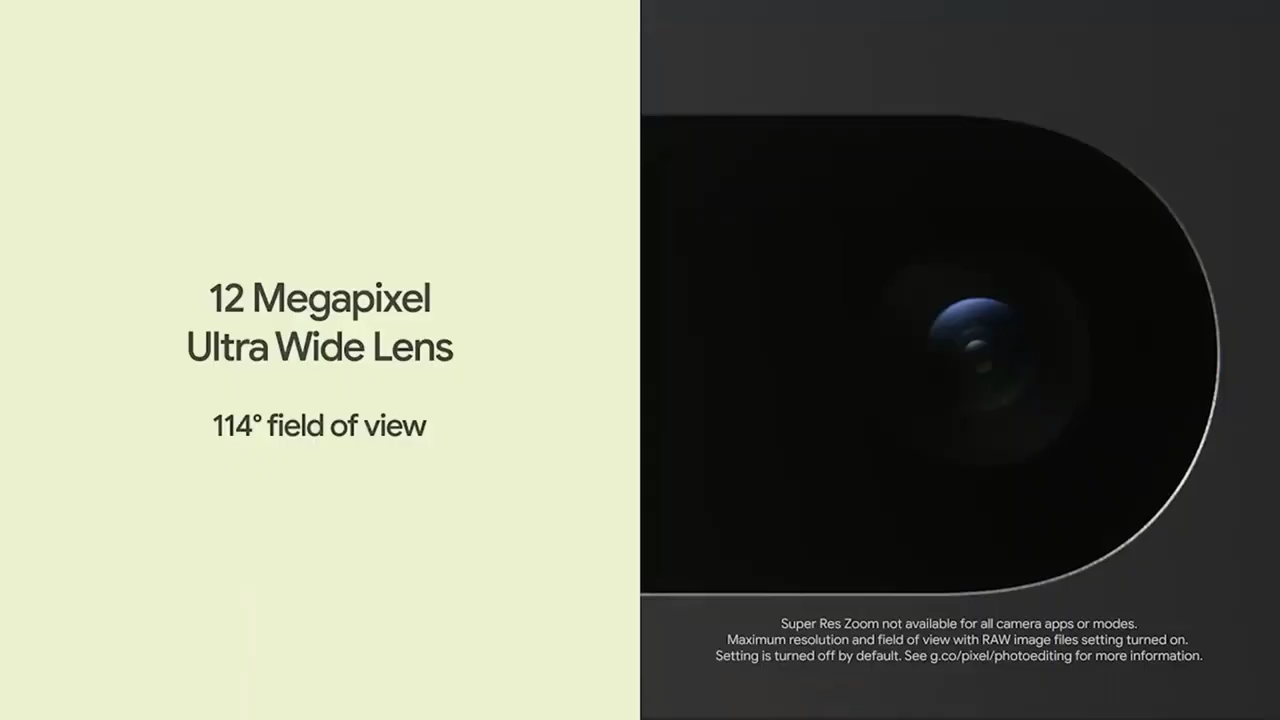 12 Megapixel
Ultra Wide Lens
114° field of view
Super Res Zoom not available for all camera apps or modes.
Maximum resolution and field of view with RAW image files setting turned on.
Setting is turned off by default. See g.co/pixel/photoediting for more information.